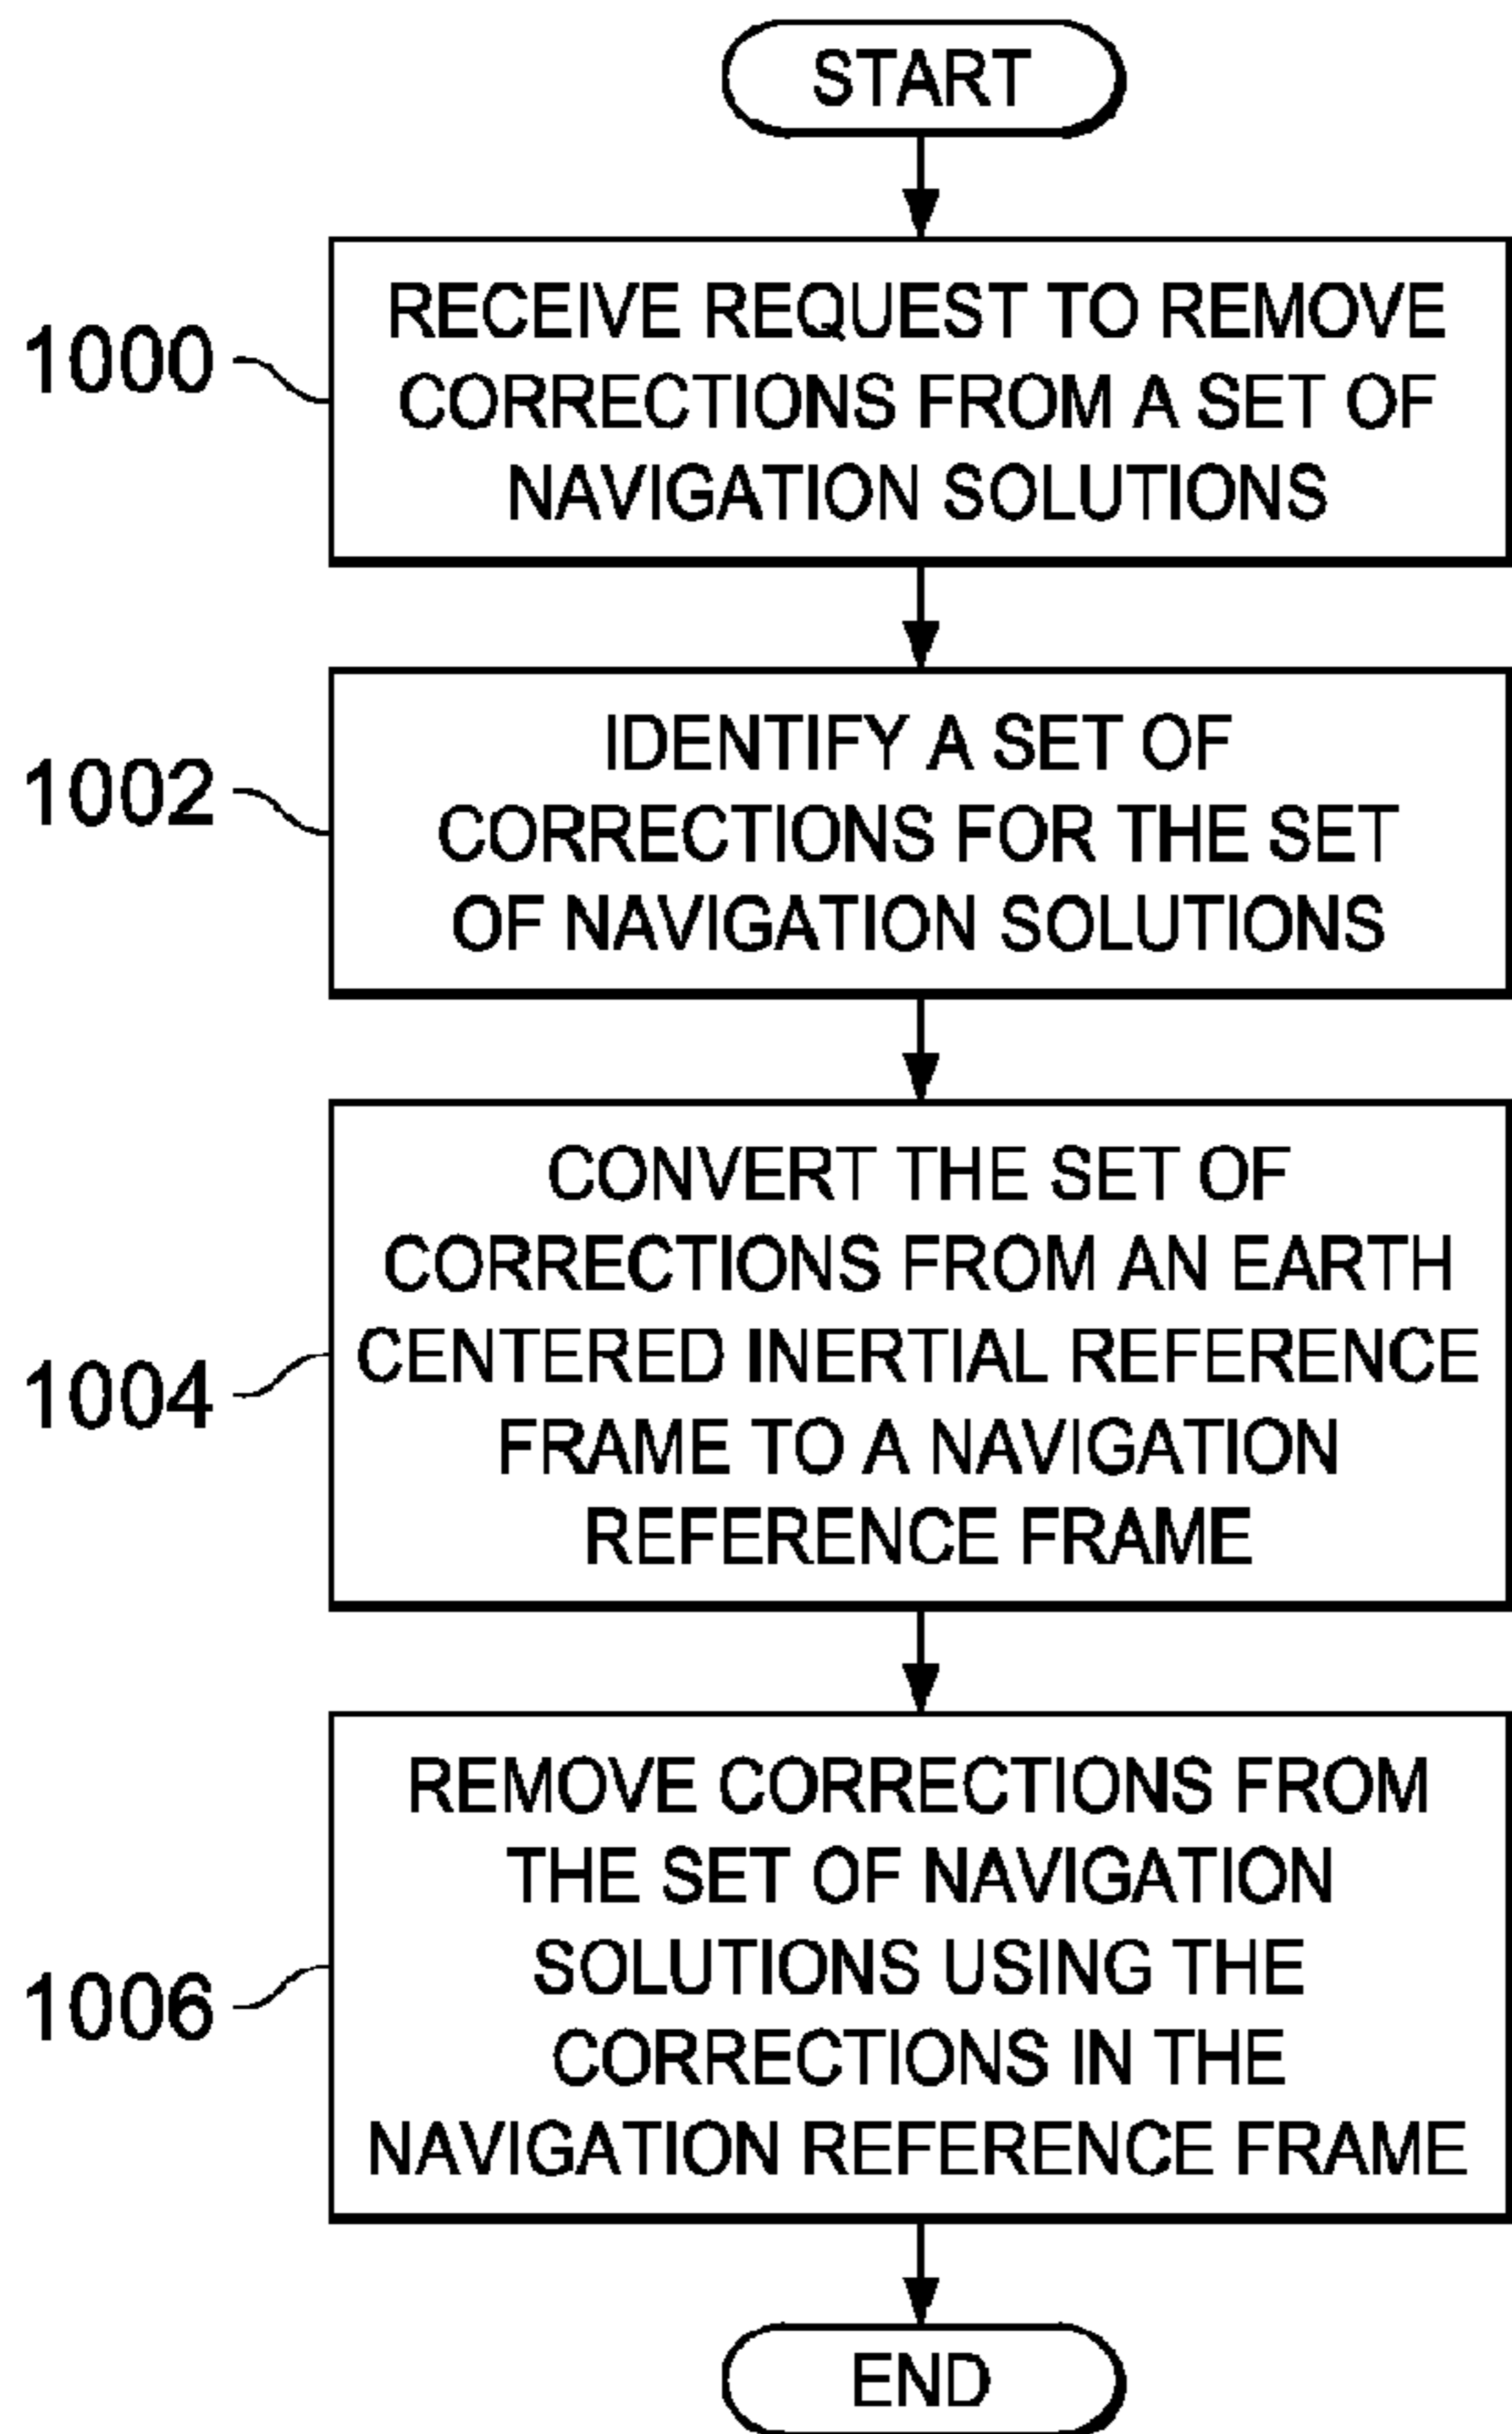 START
1000
RECEIVE REQUEST TO REMOVE
CORRECTIONS FROM A SET OF
NAVIGATION SOLUTIONS
1002
IDENTIFY A SET OF
CORRECTIONS FOR THE SET
OF NAVIGATION SOLUTIONS
1004
CONVERT THE SET OF
CORRECTIONS FROM AN EARTH
CENTERED INERTIAL REFERENCE
FRAME TO A NAVIGATION
REFERENCE FRAME
1006
REMOVE CORRECTIONS FROM
THE SET OF NAVIGATION
SOLUTIONS USING THE
CORRECTIONS IN THE
NAVIGATION REFERENCE FRAME
END